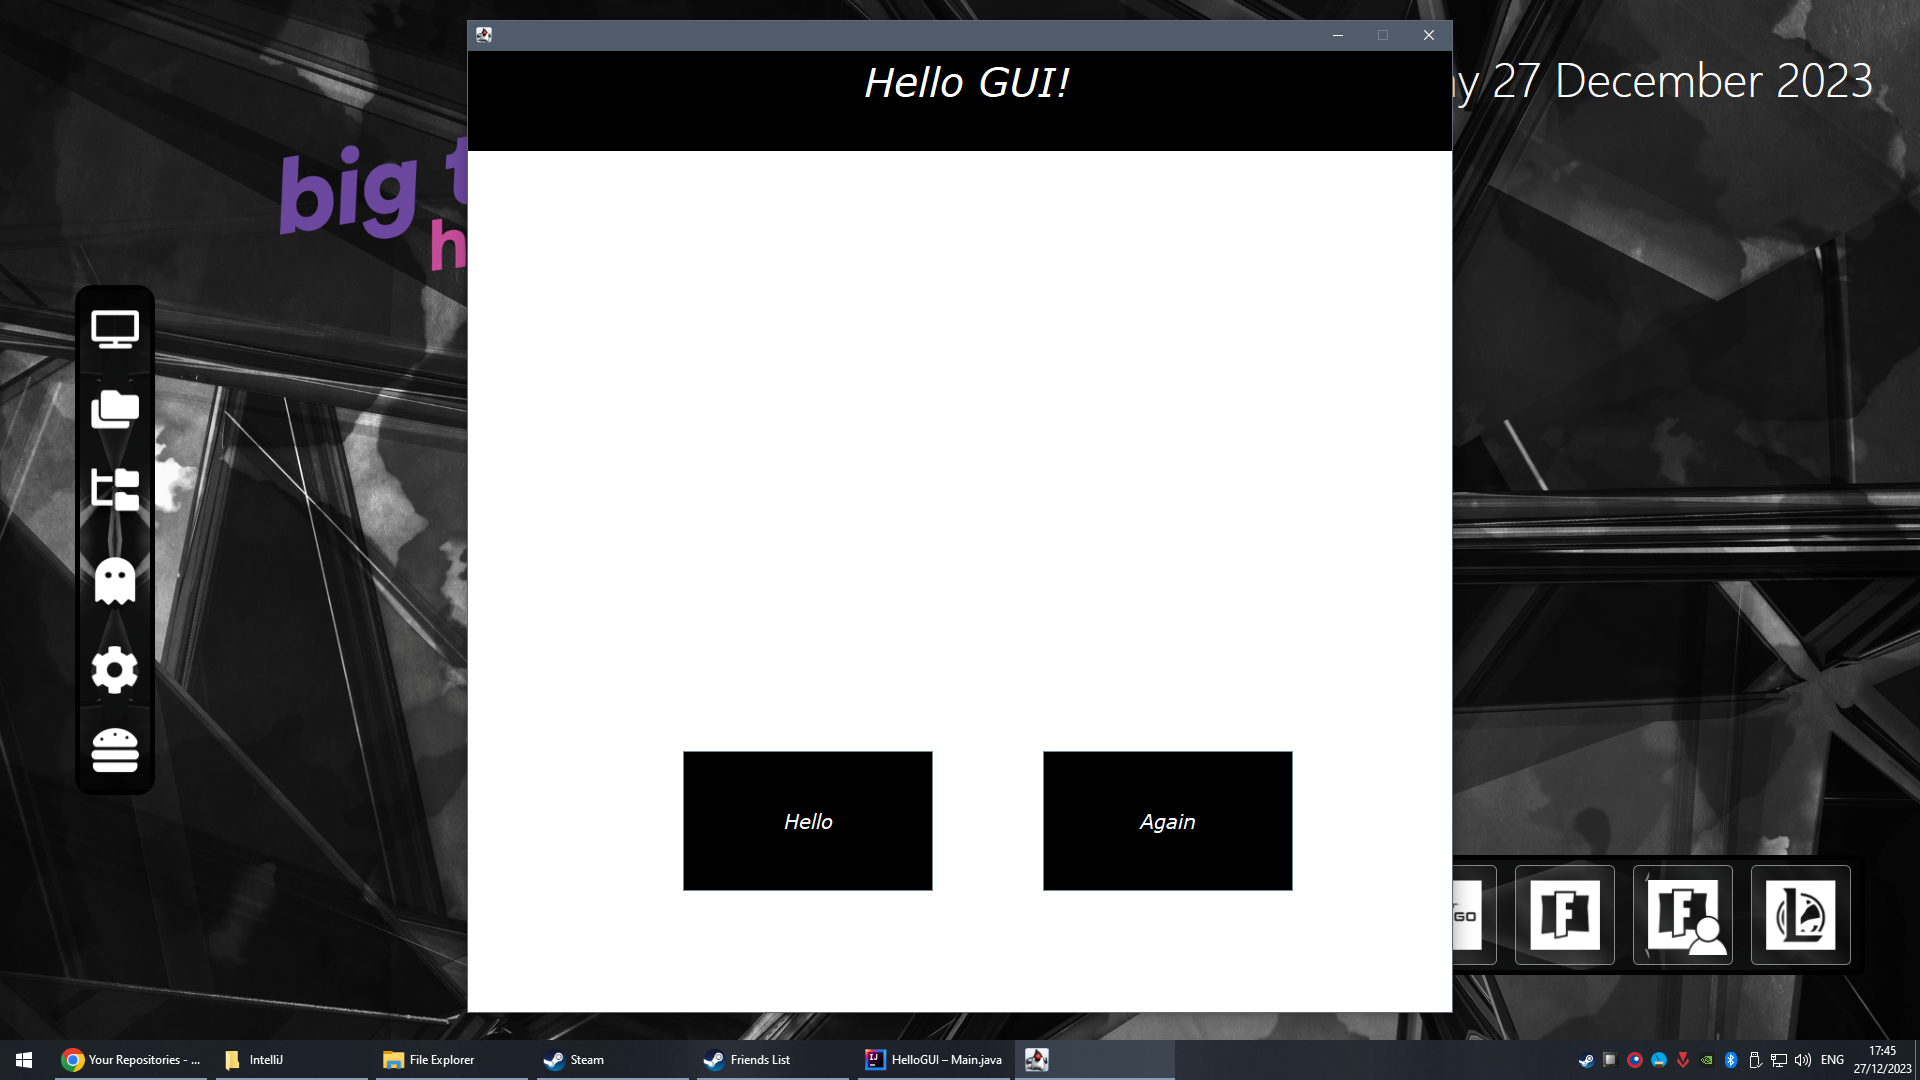 Hello GUI!
27 December 2023
big
Hello
Again
GO
Your Repositories - ...
IntelliJ
File Explorer
Steam
Friends List
HelloGUI – Main.java
ENG
17:45
27/12/2023